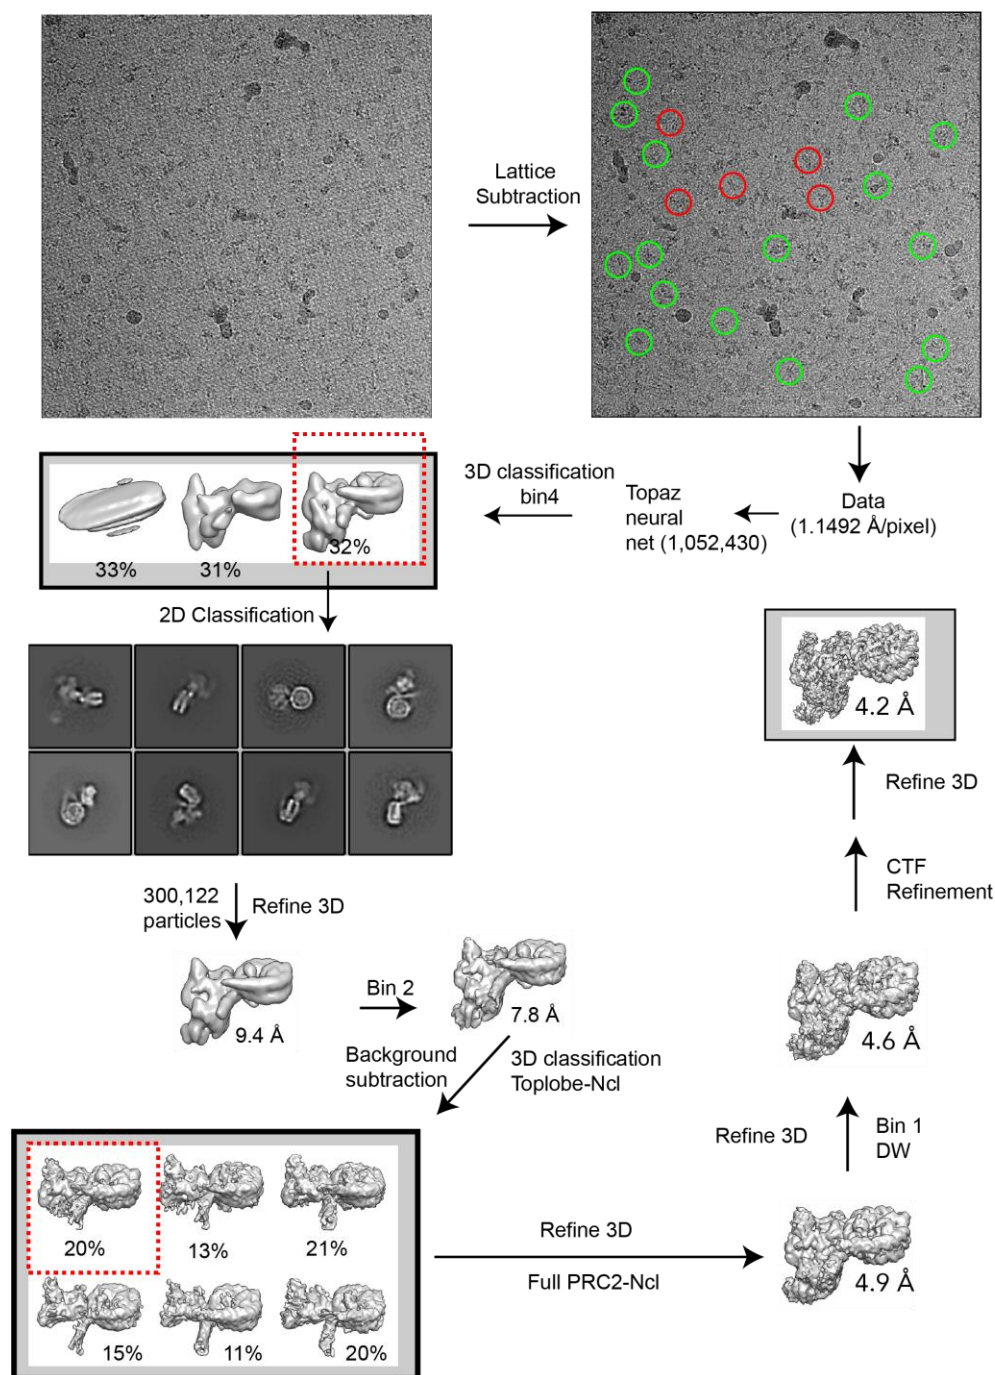 Lattice
Subtraction
Data
(1.1492 Å/pixel)
Topaz
neural
net (1,052,430)
3D classification
bin4
33%
31%
32%
2D Classification
300,122
particles
Refine 3D
9.4 Å
Bin 2
7.8 Å
Background
subtraction
3D classification
Toplobe-Ncl
20%
13%
21%
15%
11%
20%
Refine 3D
Full PRC2-Ncl
4.9 Å
Refine 3D
Bin 1
DW
4.6 Å
CTF
Refinement
Refine 3D
4.2 Å